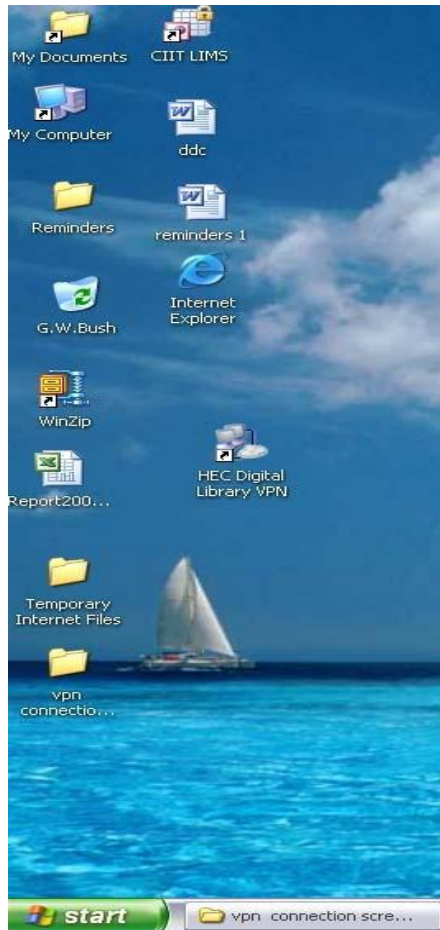 My Documents
CIIT LIMS
My Computer
ddc
Reminders
reminders 1
Internet
Explorer
G.W.Bush
WinZip
HEC Digital
Library VPN
Report200...
Temporary
Internet Files
vpn
connectio...
start
vpn connection scre...